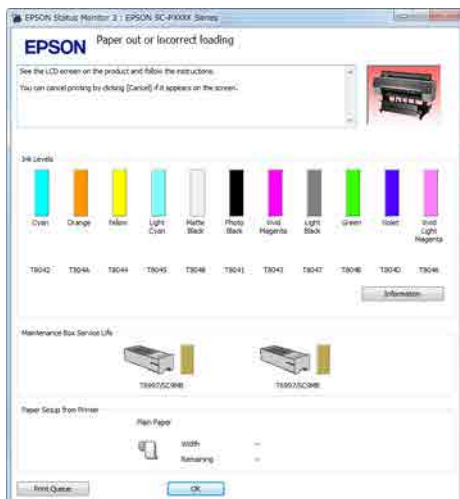 EPSON Status Monitor 3 : EPSON SC-PXXXX Series
EPSON Paper out or incorrect loading
See the LCD screen on the product and follow the instructions.
You can cancel printing by clicking [Cancel] if it appears on the screen.
Ink Levels
Cyan Orange Yellow Light Cyan Matte Black Photo Black Vivid Magenta Light Black Green Violet Vivid Light Magenta
T8042 T804A T8044 T8045 T8048 T8041 T8043 T8047 T804B T804D T8046
Information
Maintenance Box Service Life
T6997/SC9MB T6997/SC9MB
Paper Setup from Printer
Plain Paper
Width --
Remaining --
Print Queue OK